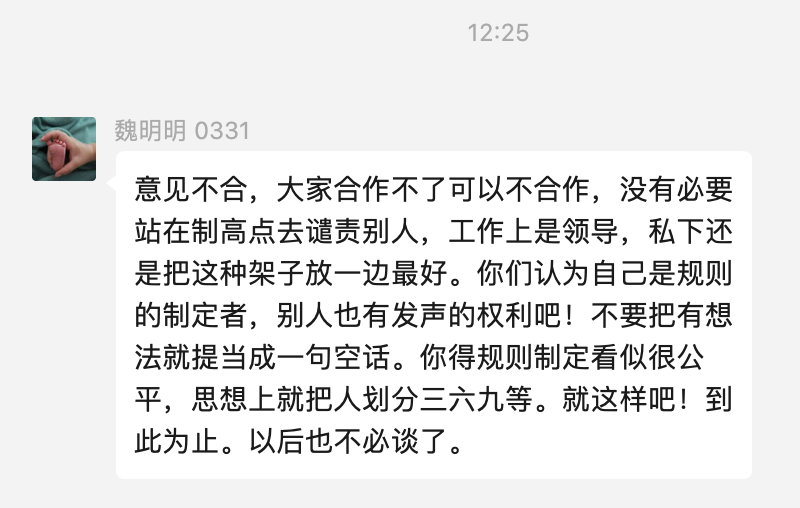 12:25
魏明明 0331
意见不合，大家合作不了可以不合作，没有必要
站在制高点去谴责别人，工作上是领导，私下还
是把这种架子放一边最好。你们认为自己是规则
的制定者，别人也有发声的权利吧！不要把有想
法就提当成一句空话。你得规则制定看似很公
平，思想上就把人划分三六九等。就这样吧！到
此为止。以后也不必谈了。